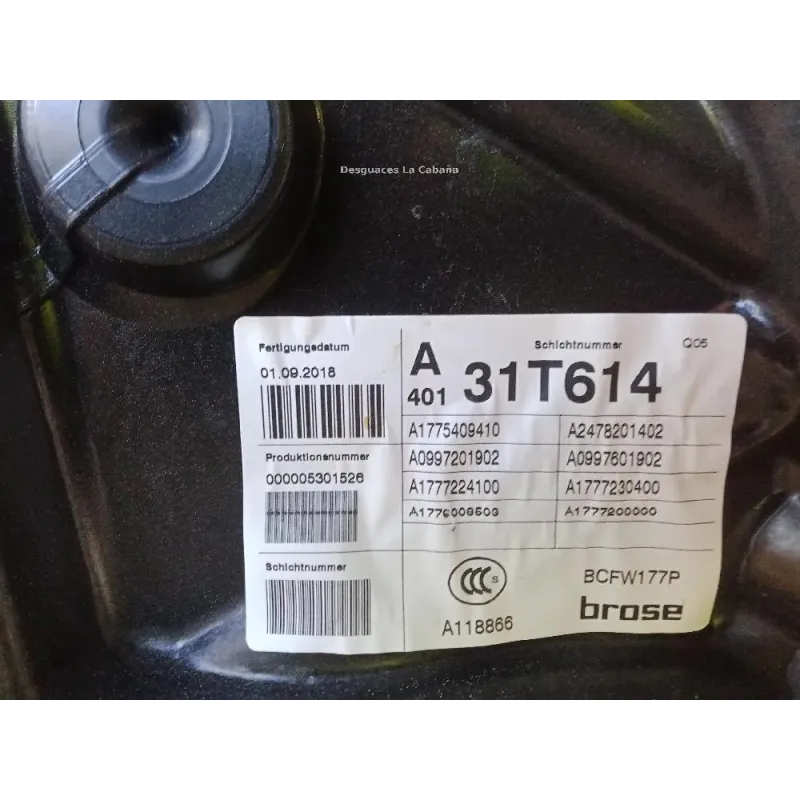 Desguaces La Cabaña
Fertigungsdatum
01.09.2018
A
401
Schichtnummer
Q05
31T614
A1775409410 A2478201402
A0997201902 A0997601902
A1777224100 A1777230400
A1777200000
Produktionsnummer
000005301526
Schichtnummer
CCC S
A118866
BCFW177P
brose